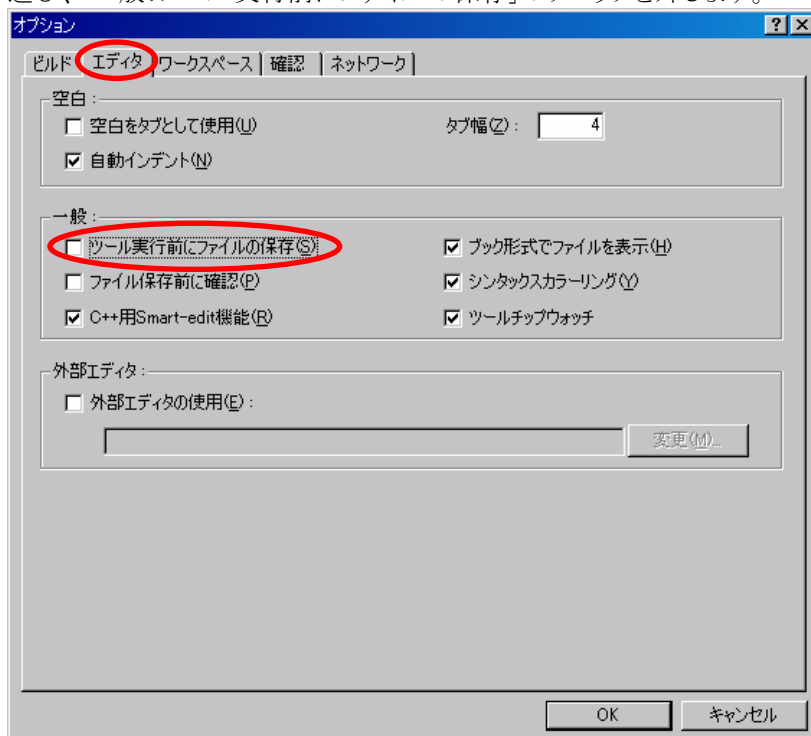 オプション
ビルド エディタ ワークスペース 確認 ネットワーク
空白：
空白をタブとして使用(U) タブ幅(Z)： 4
自動インデント(N)
一般：
ツール実行前にファイルの保存(S) ブック形式でファイルを表示(H)
ファイル保存前に確認(P) シンタックスカラーリング(Y)
C++用Smart-edit機能(R) ツールチップウォッチ
外部エディタ：
外部エディタの使用(E)：
変更(M)...
OK キャンセル